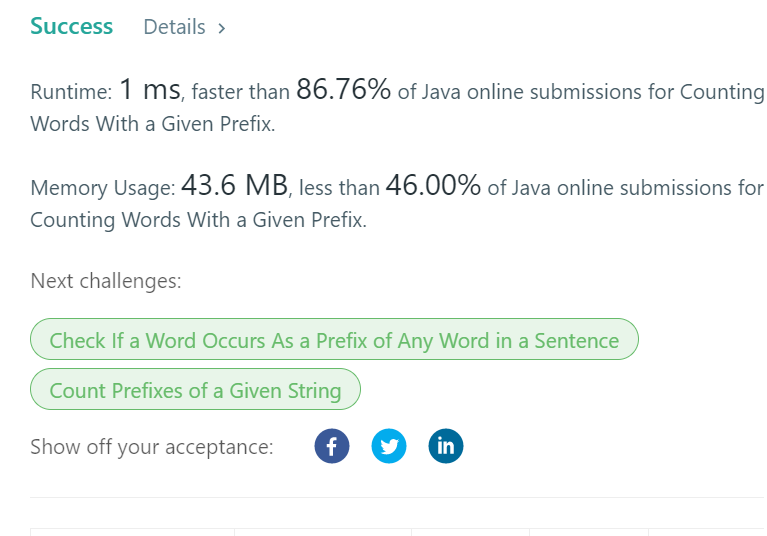 Success Details >
Runtime: 1 ms, faster than 86.76% of Java online submissions for Counting
Words With a Given Prefix.
Memory Usage: 43.6 MB, less than 46.00% of Java online submissions for
Counting Words With a Given Prefix.
Next challenges:
Check If a Word Occurs As a Prefix of Any Word in a Sentence
Count Prefixes of a Given String
Show off your acceptance: f in